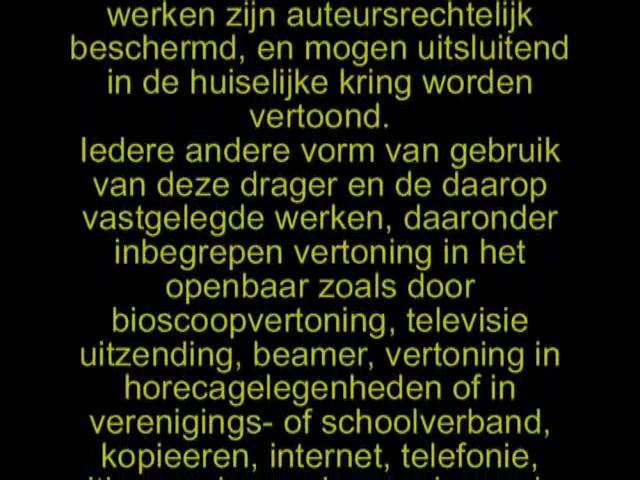 werken zijn auteursrechtelijk
beschermd, en mogen uitsluitend
in de huiselijke kring worden
vertoond.
Iedere andere vorm van gebruik
van deze drager en de daarop
vastgelegde werken, daaronder
inbegrepen vertoning in het
openbaar zoals door
bioscoopvertoning, televisie
uitzending, beamer, vertoning in
horecagelegenheden of in
verenigings- of schoolverband,
kopieeren, internet, telefonie,